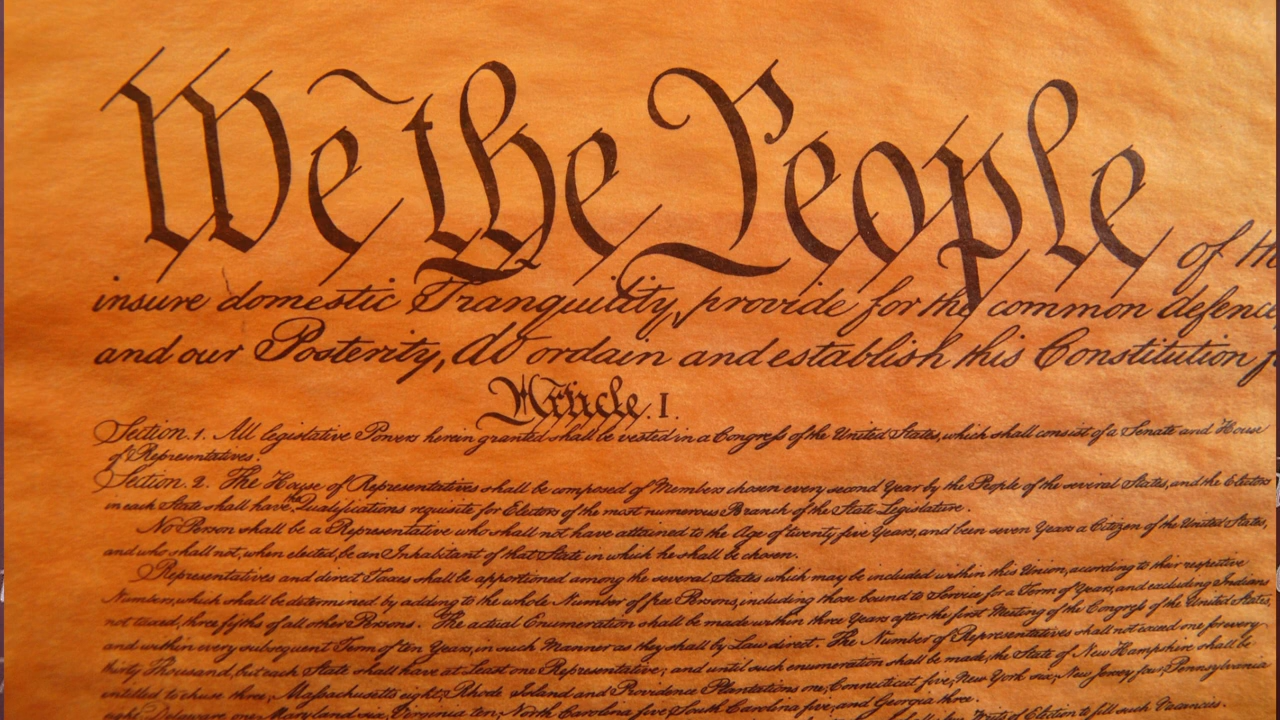 We the People of th
insure domestic Tranquility, provide for the common defence,
and our Posterity, do ordain and establish this Constitution f
Article. I.
Section. 1. All legislative Powers herein granted shall be vested in a Congress of the United States, which shall consist of a Senate and House
of Representatives.
Section. 2. The House of Representatives shall be composed of Members chosen every second Year by the People of the several States, and the Electors
in each State shall have the Qualifications requisite for Electors of the most numerous Branch of the State Legislature.
No Person shall be a Representative who shall not have attained to the Age of twenty five Years, and been seven Years a Citizen of the United States,
and who shall not, when elected, be an Inhabitant of that State in which he shall be chosen.
Representatives and direct Taxes shall be apportioned among the several States which may be included within this Union, according to their respective
Numbers, which shall be determined by adding to the whole Number of free Persons, including those bound to Service for a Term of Years, and excluding Indians
not taxed, three fifths of all other Persons. The actual Enumeration shall be made within three Years after the first Meeting of the Congress of the United States,
and within every subsequent Term of ten Years, in such Manner as they shall by Law direct. The Number of Representatives shall not exceed one for every
thirty Thousand, but each State shall have at Least one Representative; and until such enumeration shall be made, the State of New Hampshire shall be
entitled to chuse three, Massachusetts eight, Rhode Island and Providence Plantations one, Connecticut five, New York six, New Jersey four, Pennsylvania
eight, Delaware one, Maryland six, Virginia ten, North Carolina five, South Carolina five, and Georgia three.
Writs of Election to fill such Vacancies.